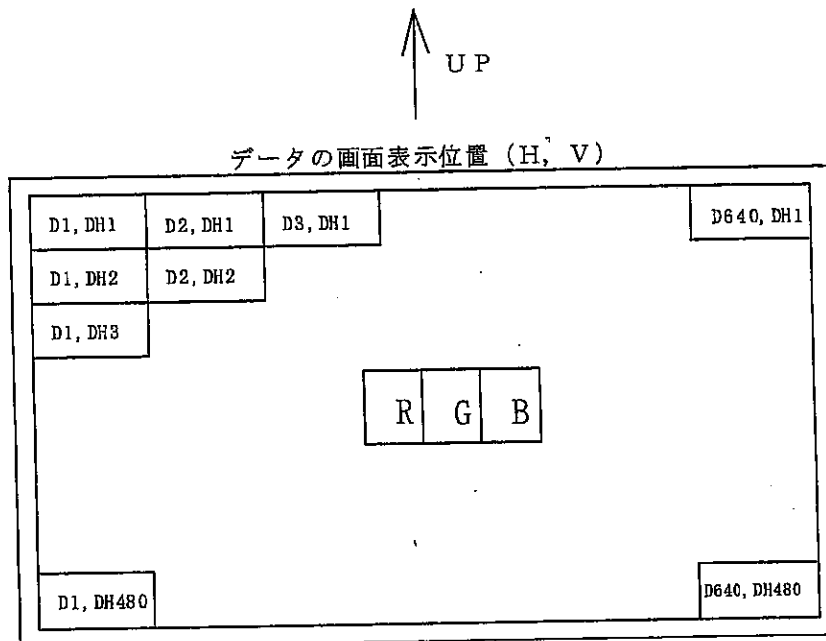 UP
データの画面表示位置 (H, V)
D1, DH1 D2, DH1 D3, DH1 D640, DH1
D1, DH2 D2, DH2
D1, DH3
R G B
D1, DH480 D640, DH480